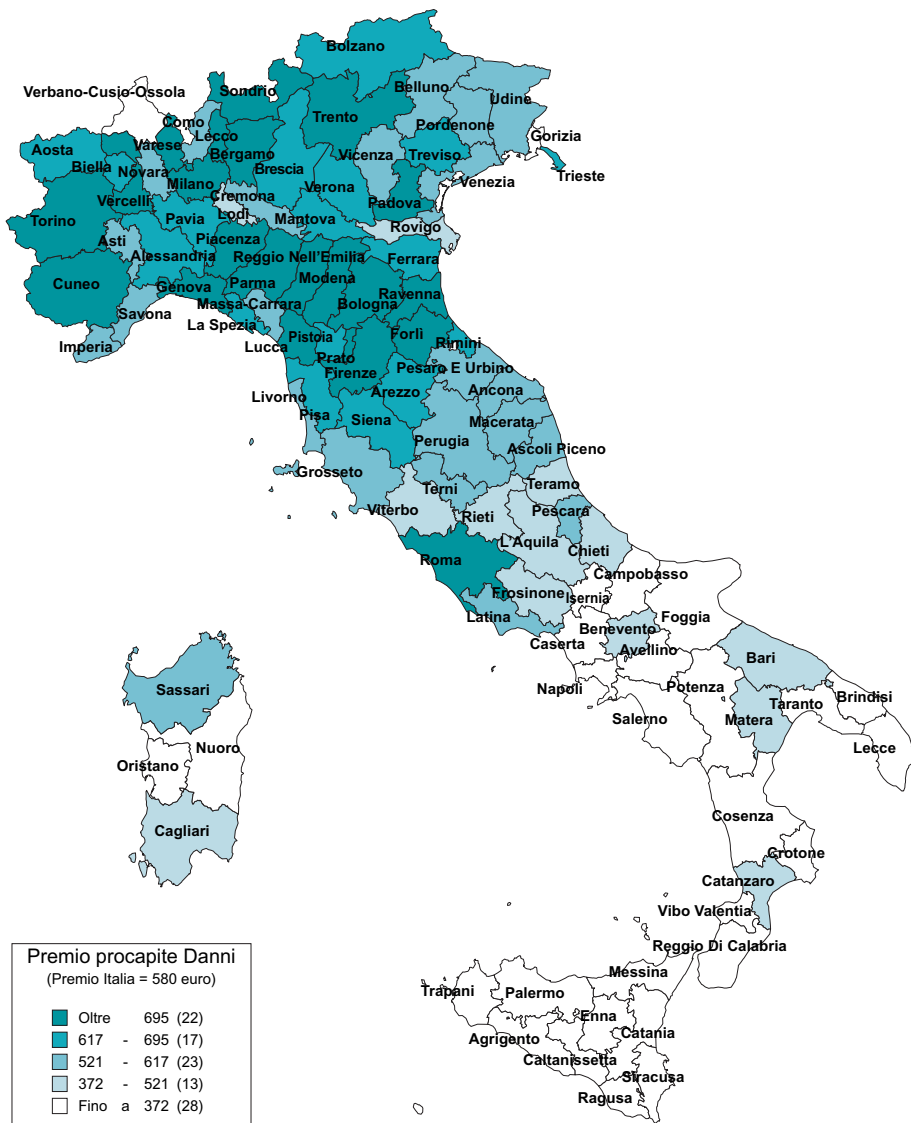 Bolzano
Verbano-Cusio-Ossola
Sondrio
Belluno
Udine
Como
Trento
Pordenone
Gorizia
Aosta
Varese
Lecco
Bergamo
Vicenza
Treviso
Biella
Novara
Brescia
Trieste
Milano
Verona
Venezia
Vercelli
Cremona
Padova
Torino
Pavia
Lodi
Mantova
Rovigo
Asti
Piacenza
Alessandria
Reggio Nell'Emilia
Ferrara
Cuneo
Genova
Parma
Modena
Ravenna
Savona
Massa-Carrara
Bologna
La Spezia
Pistoia
Forlì
Imperia
Lucca
Prato
Rimini
Firenze
Pesaro E Urbino
Livorno
Arezzo
Ancona
Pisa
Siena
Macerata
Perugia
Ascoli Piceno
Grosseto
Terni
Teramo
Viterbo
Rieti
Pescara
L'Aquila
Chieti
Roma
Campobasso
Frosinone
Isernia
Latina
Foggia
Benevento
Caserta
Avellino
Bari
Sassari
Napoli
Potenza
Brindisi
Taranto
Salerno
Matera
Nuoro
Lecce
Oristano
Cosenza
Cagliari
Crotone
Catanzaro
Vibo Valentia
Reggio Di Calabria
Messina
Trapani
Palermo
Enna
Agrigento
Catania
Caltanissetta
Siracusa
Ragusa
Premio procapite Danni
(Premio Italia = 580 euro)
Oltre 695 (22)
617 - 695 (17)
521 - 617 (23)
372 - 521 (13)
Fino a 372 (28)